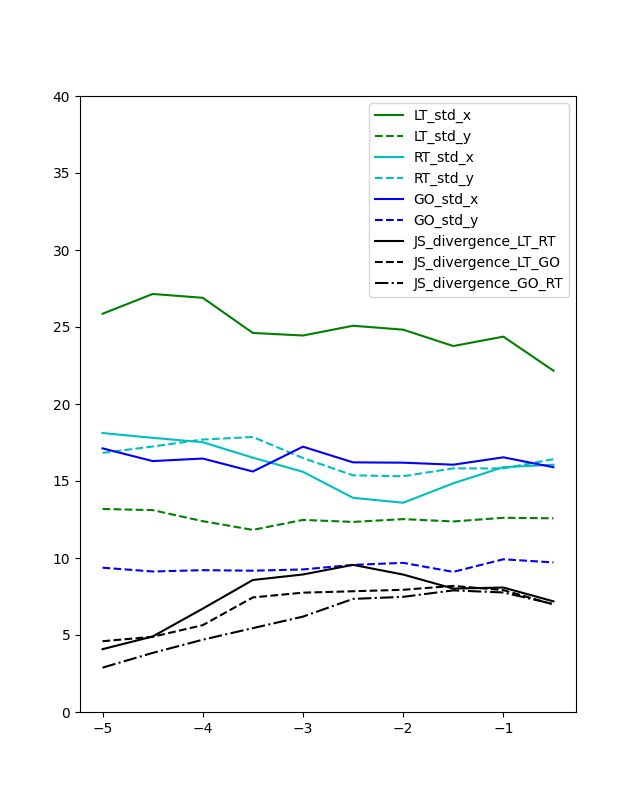 40
35
30
25
20
15
10
5
0
−5
−4
−3
−2
−1
LT_std_x
LT_std_y
RT_std_x
RT_std_y
GO_std_x
GO_std_y
JS_divergence_LT_RT
JS_divergence_LT_GO
JS_divergence_GO_RT